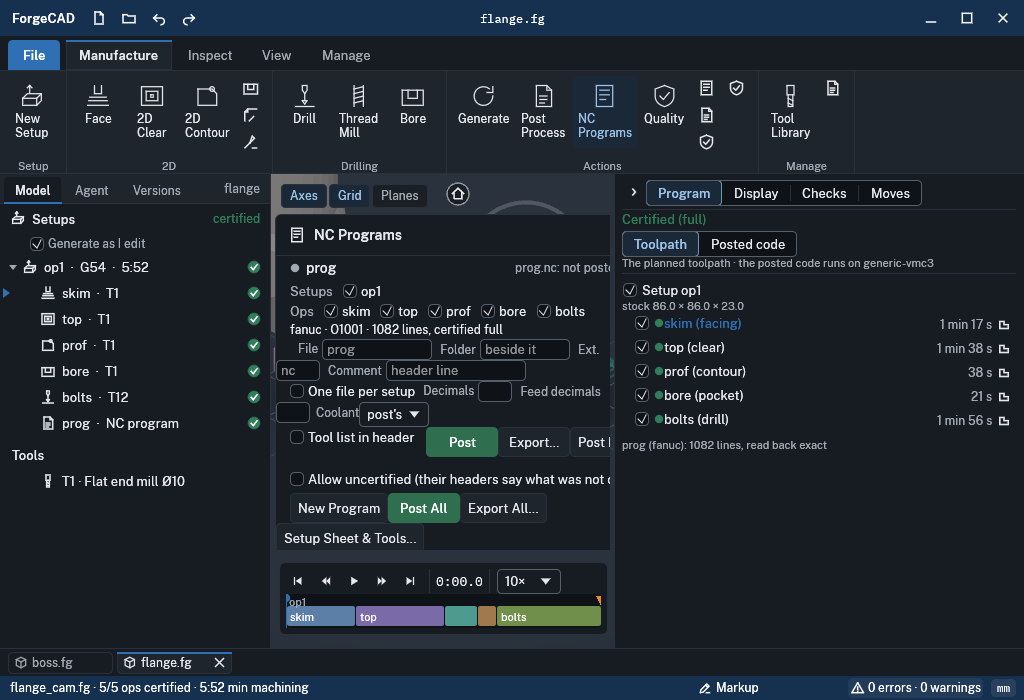 ForgeCAD
flange.fg
File
Manufacture
Inspect
View
Manage
New Setup
Face
2D Clear
2D Contour
Drill
Thread Mill
Bore
Generate
Post Process
NC Programs
Quality
Tool Library
Setup
2D
Drilling
Actions
Manage
Model
Agent
Versions
flange
Setups
certified
Generate as I edit
op1 · G54 · 5:52
skim · T1
top · T1
prof · T1
bore · T1
bolts · T12
prog · NC program
Tools
T1 · Flat end mill Ø10
Axes
Grid
Planes
NC Programs
prog
prog.nc: not poste
Setups op1
Ops skim top prof bore bolts
fanuc · O1001 · 1082 lines, certified full
File prog Folder beside it Ext.
nc Comment header line
One file per setup Decimals Feed decimals
Coolant post's
Tool list in header Post Export... Post
Allow uncertified (their headers say what was not
New Program Post All Export All...
Setup Sheet & Tools...
0:00.0
10×
op1
skim
top
bolts
Program
Display
Checks
Moves
Certified (full)
Toolpath
Posted code
The planned toolpath · the posted code runs on generic-vmc3
Setup op1
stock 86.0 × 86.0 × 23.0
skim (facing) 1 min 17 s
top (clear) 1 min 38 s
prof (contour) 38 s
bore (pocket) 21 s
bolts (drill) 1 min 56 s
prog (fanuc): 1082 lines, read back exact
boss.fg
flange.fg
flange_cam.fg · 5/5 ops certified · 5:52 min machining
Markup
0 errors · 0 warnings
mm